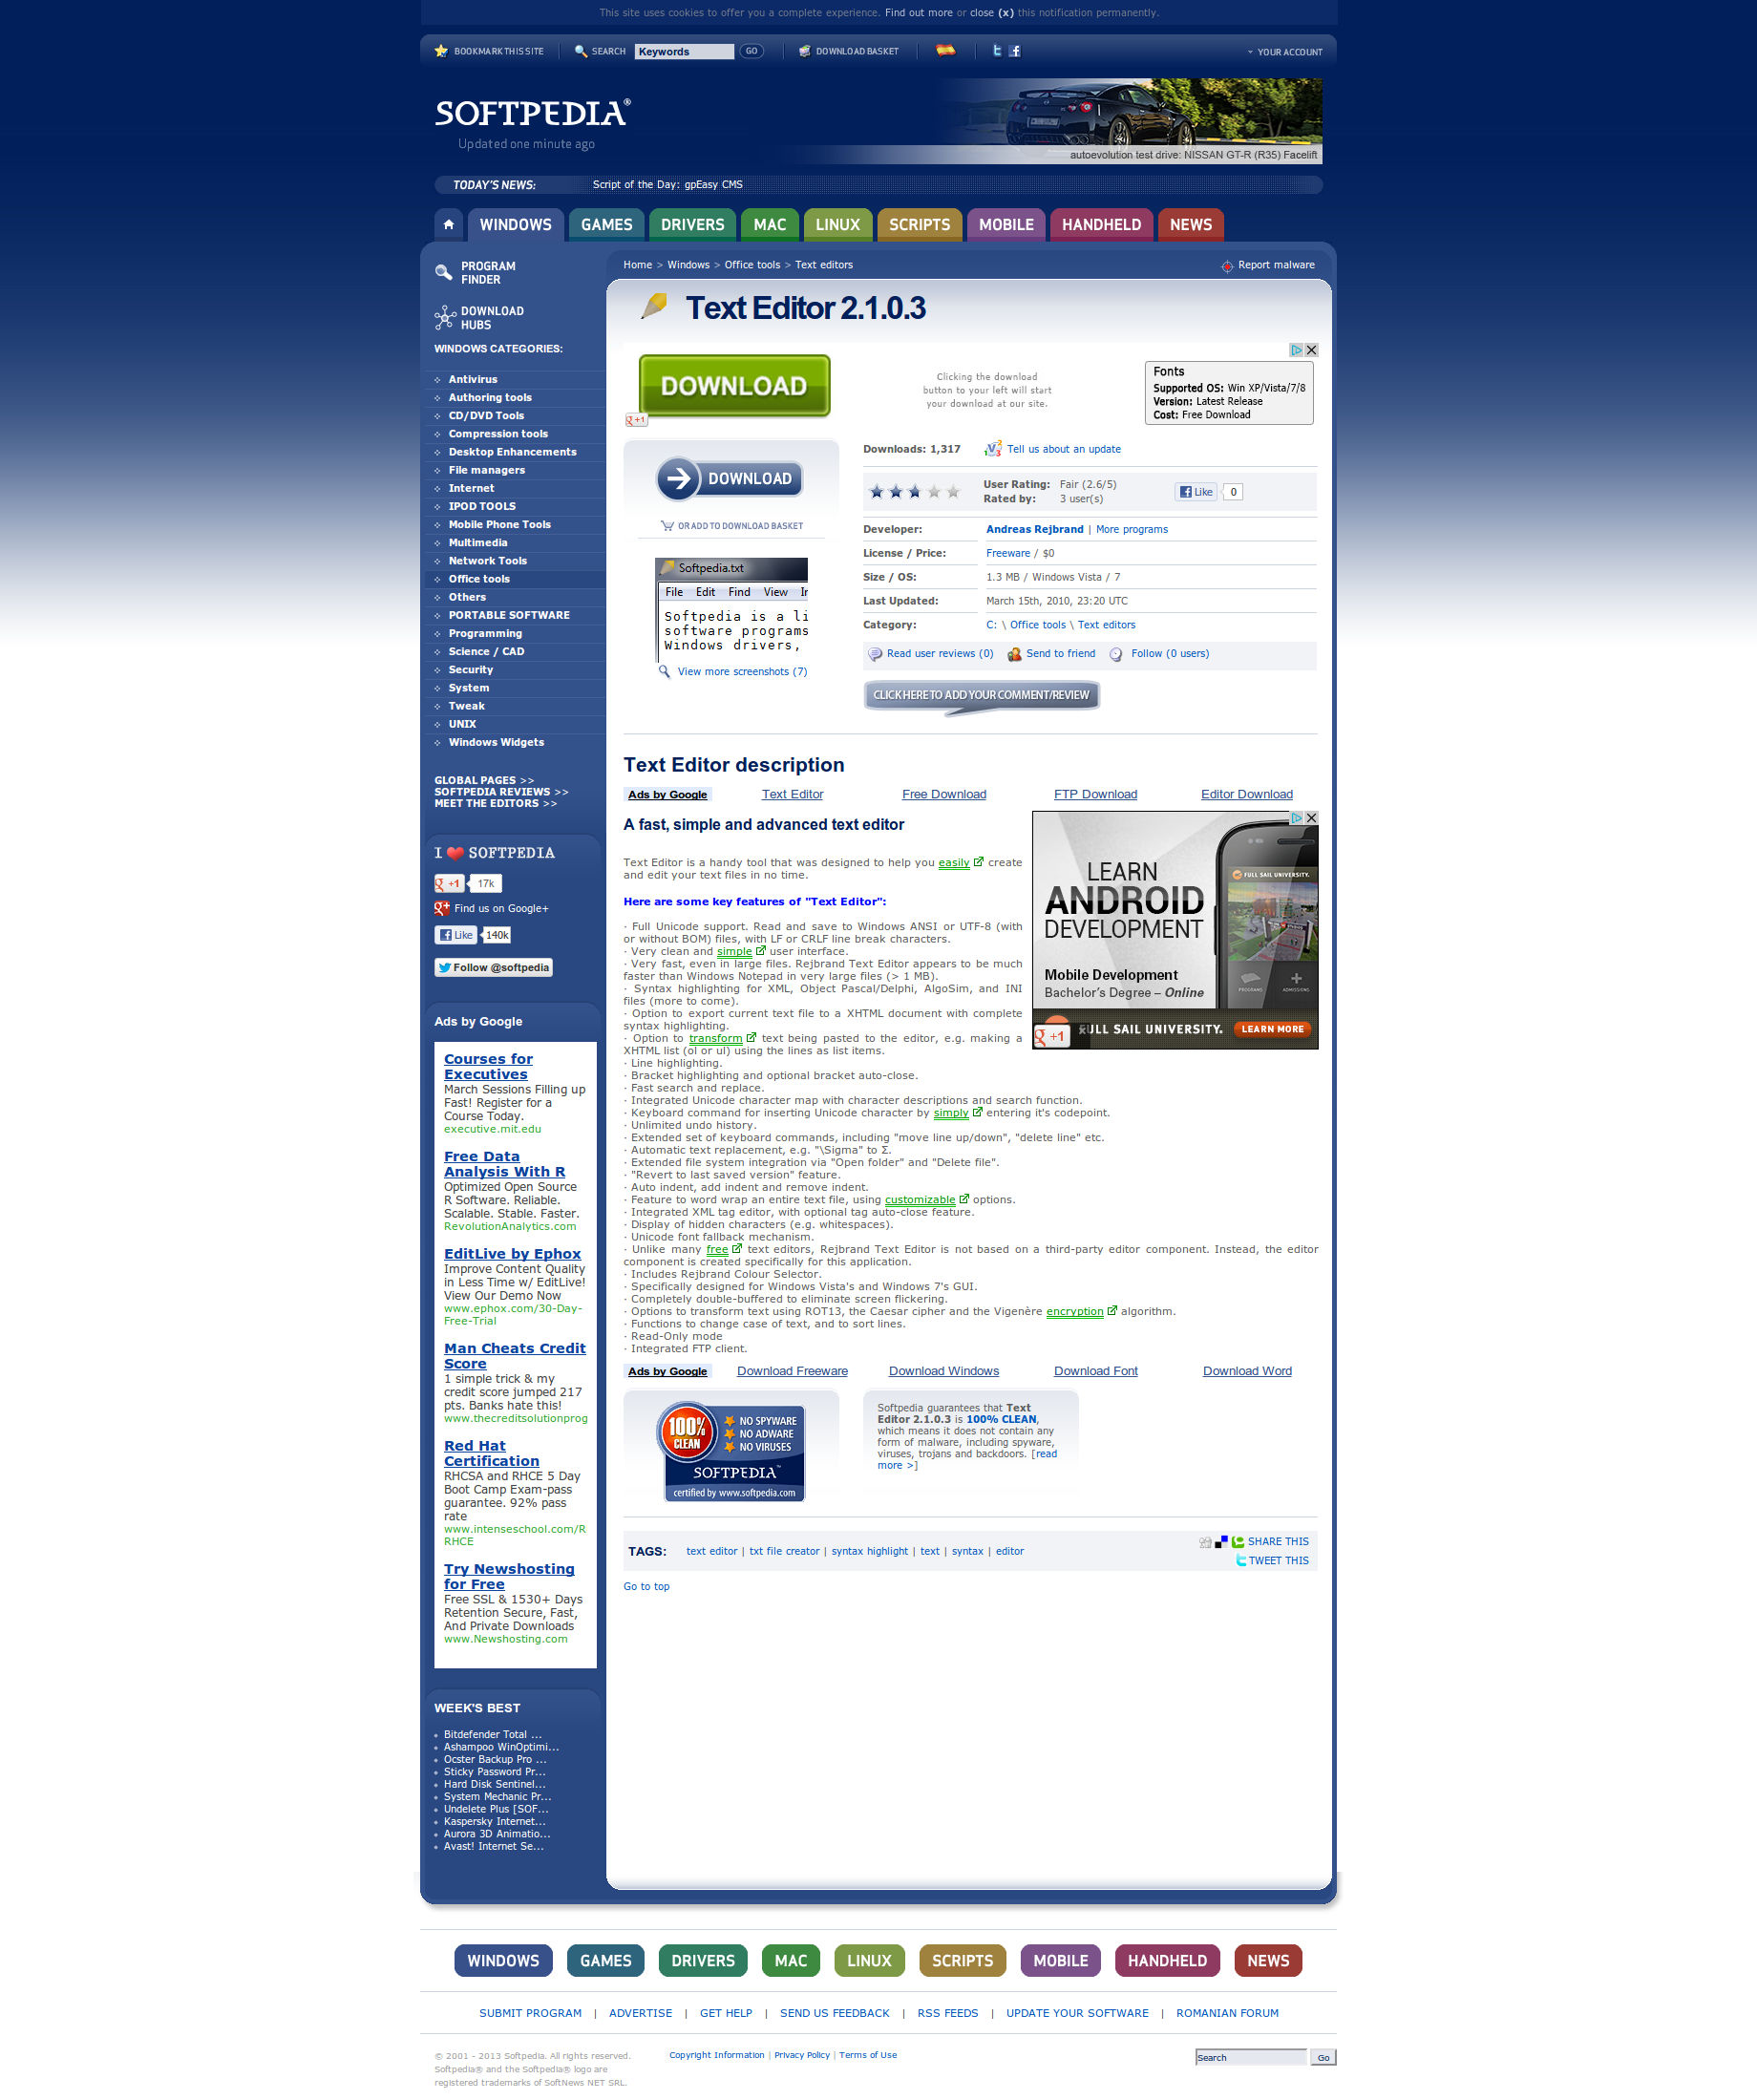 This site uses cookies to offer you a complete experience. Find out more or close (x) this notification permanently.
BOOKMARK THIS SITE
SEARCH
Keywords
GO
DOWNLOAD BASKET
YOUR ACCOUNT
SOFTPEDIA®
Updated one minute ago
autoevolution test drive: NISSAN GT-R (R35) Facelift
TODAY'S NEWS:
Script of the Day: gpEasy CMS
WINDOWS
GAMES
DRIVERS
MAC
LINUX
SCRIPTS
MOBILE
HANDHELD
NEWS
PROGRAM
FINDER
DOWNLOAD
HUBS
WINDOWS CATEGORIES:
Antivirus
Authoring tools
CD/DVD Tools
Compression tools
Desktop Enhancements
File managers
Internet
IPOD TOOLS
Mobile Phone Tools
Multimedia
Network Tools
Office tools
Others
PORTABLE SOFTWARE
Programming
Science / CAD
Security
System
Tweak
UNIX
Windows Widgets
GLOBAL PAGES >>
SOFTPEDIA REVIEWS >>
MEET THE EDITORS >>
I SOFTPEDIA
g +1 17k
Find us on Google+
Like 140k
Follow @softpedia
Ads by Google
Courses for
Executives
March Sessions Filling up
Fast! Register for a
Course Today.
executive.mit.edu
Free Data
Analysis With R
Optimized Open Source
R Software. Reliable.
Scalable. Stable. Faster.
RevolutionAnalytics.com
EditLive by Ephox
Improve Content Quality
in Less Time w/ EditLive!
View Our Demo Now
www.ephox.com/30-Day-
Free-Trial
Man Cheats Credit
Score
1 simple trick & my
credit score jumped 217
pts. Banks hate this!
www.thecreditsolutionprog
Red Hat
Certification
RHCSA and RHCE 5 Day
Boot Camp Exam-pass
guarantee. 92% pass
rate
www.intenseschool.com/R
RHCE
Try Newshosting
for Free
Free SSL & 1530+ Days
Retention Secure, Fast,
And Private Downloads
www.Newshosting.com
WEEK'S BEST
Bitdefender Total ...
Ashampoo WinOptimi...
Ocster Backup Pro ...
Sticky Password Pr...
Hard Disk Sentinel...
System Mechanic Pr...
Undelete Plus [SOF...
Kaspersky Internet...
Aurora 3D Animatio...
Avast! Internet Se...
Home > Windows > Office tools > Text editors
Report malware
Text Editor 2.1.0.3
DOWNLOAD
g +1
Clicking the download
button to your left will start
your download at our site.
Fonts
Supported OS: Win XP/Vista/7/8
Version: Latest Release
Cost: Free Download
DOWNLOAD
OR ADD TO DOWNLOAD BASKET
Softpedia.txt
File Edit Find View In
Softpedia is a li
software programs
Windows drivers,
View more screenshots (7)
Downloads: 1,317
Tell us about an update
User Rating: Fair (2.6/5)
Rated by: 3 user(s)
Like 0
Developer: Andreas Rejbrand | More programs
License / Price: Freeware / $0
Size / OS: 1.3 MB / Windows Vista / 7
Last Updated: March 15th, 2010, 23:20 UTC
Category: C: \ Office tools \ Text editors
Read user reviews (0)
Send to friend
Follow (0 users)
CLICK HERE TO ADD YOUR COMMENT/REVIEW
Text Editor description
Ads by Google Text Editor Free Download FTP Download Editor Download
A fast, simple and advanced text editor
Text Editor is a handy tool that was designed to help you easily create
and edit your text files in no time.
Here are some key features of "Text Editor":
· Full Unicode support. Read and save to Windows ANSI or UTF-8 (with
or without BOM) files, with LF or CRLF line break characters.
· Very clean and simple user interface.
· Very fast, even in large files. Rejbrand Text Editor appears to be much
faster than Windows Notepad in very large files (> 1 MB).
· Syntax highlighting for XML, Object Pascal/Delphi, AlgoSim, and INI
files (more to come).
· Option to export current text file to a XHTML document with complete
syntax highlighting.
· Option to transform text being pasted to the editor, e.g. making a
XHTML list (ol or ul) using the lines as list items.
· Line highlighting.
· Bracket highlighting and optional bracket auto-close.
· Fast search and replace.
· Integrated Unicode character map with character descriptions and search function.
· Keyboard command for inserting Unicode character by simply entering it's codepoint.
· Unlimited undo history.
· Extended set of keyboard commands, including "move line up/down", "delete line" etc.
· Automatic text replacement, e.g. "\Sigma" to Σ.
· Extended file system integration via "Open folder" and "Delete file".
· "Revert to last saved version" feature.
· Auto indent, add indent and remove indent.
· Feature to word wrap an entire text file, using customizable options.
· Integrated XML tag editor, with optional tag auto-close feature.
· Display of hidden characters (e.g. whitespaces).
· Unicode font fallback mechanism.
· Unlike many free text editors, Rejbrand Text Editor is not based on a third-party editor component. Instead, the editor
component is created specifically for this application.
· Includes Rejbrand Colour Selector.
· Specifically designed for Windows Vista's and Windows 7's GUI.
· Completely double-buffered to eliminate screen flickering.
· Options to transform text using ROT13, the Caesar cipher and the Vigenère encryption algorithm.
· Functions to change case of text, and to sort lines.
· Read-Only mode
· Integrated FTP client.
LEARN
ANDROID
DEVELOPMENT
Mobile Development
Bachelor's Degree – Online
FULL SAIL UNIVERSITY.
PROGRAMS
ADMISSIONS
g +1
FULL SAIL UNIVERSITY.
LEARN MORE
Ads by Google Download Freeware Download Windows Download Font Download Word
100%
CLEAN
NO SPYWARE
NO ADWARE
NO VIRUSES
SOFTPEDIA™
certified by www.softpedia.com
Softpedia guarantees that Text
Editor 2.1.0.3 is 100% CLEAN,
which means it does not contain any
form of malware, including spyware,
viruses, trojans and backdoors. [read
more >]
TAGS: text editor | txt file creator | syntax highlight | text | syntax | editor
SHARE THIS
TWEET THIS
Go to top
WINDOWS
GAMES
DRIVERS
MAC
LINUX
SCRIPTS
MOBILE
HANDHELD
NEWS
SUBMIT PROGRAM | ADVERTISE | GET HELP | SEND US FEEDBACK | RSS FEEDS | UPDATE YOUR SOFTWARE | ROMANIAN FORUM
© 2001 - 2013 Softpedia. All rights reserved.
Softpedia® and the Softpedia® logo are
registered trademarks of SoftNews NET SRL.
Copyright Information | Privacy Policy | Terms of Use
Search
Go